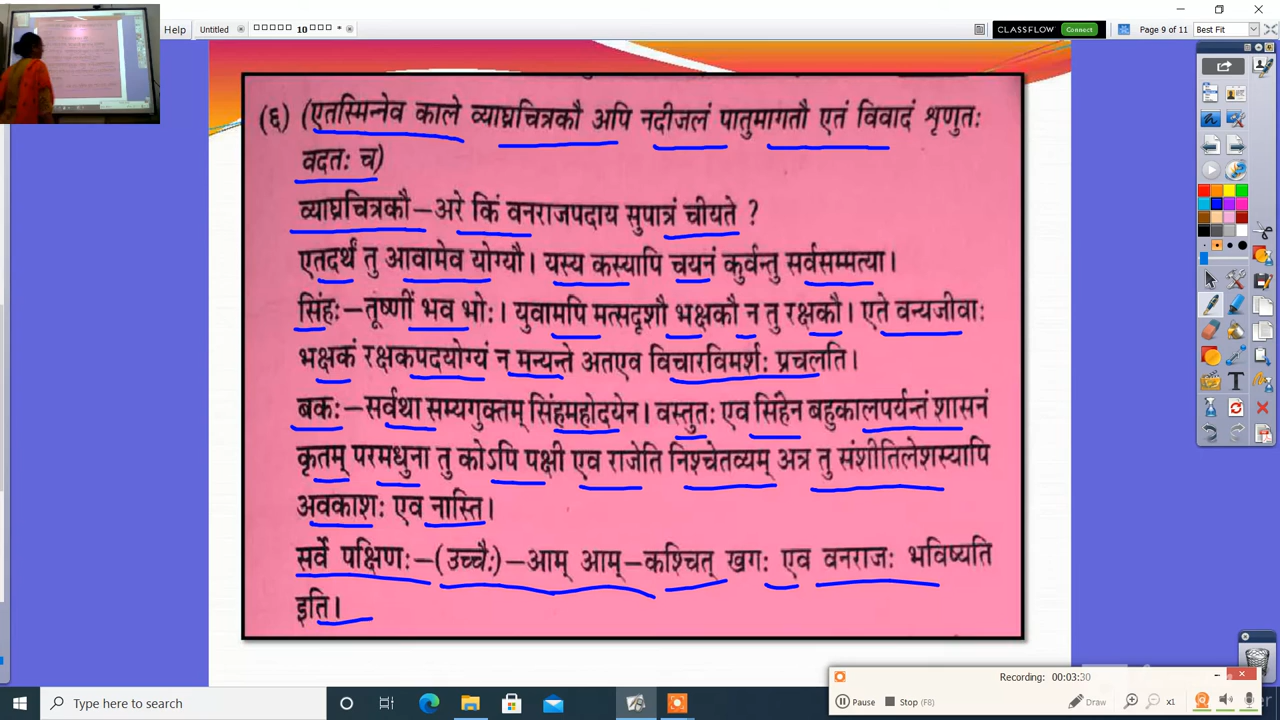 Help
Untitled
10
*
CLASSFLOW
Connect
Page 9 of 11
Best Fit
(६) (एतस्मिन्नेव काले व्याघ्रचित्रकौ अपि नदीजलं पातुमागतौ एतं विवादं शृणुतः
वदतः च)
व्याघ्रचित्रकौ–अरे किं वनराजपदाय सुपात्रं चीयते ?
एतदर्थं तु आवामेव योग्यौ। यस्य कस्यापि चयनं कुर्वन्तु सर्वसम्मत्या।
सिंहः–तूष्णीं भव भोः। युवामपि मत्सदृशौ भक्षकौ न तु रक्षकौ। एते वन्यजीवाः
भक्षकं रक्षकपदयोग्यं न मन्यन्ते अतएव विचारविमर्शः प्रचलति।
बकः–सर्वथा सम्यगुक्तम् सिंहमहोदयेन। वस्तुतः एव सिंहेन बहुकालपर्यन्तं शासनं
कृतम् परमधुना तु कोऽपि पक्षी एव राजेति निश्चेतव्यम् अत्र तु संशीतिलेशस्यापि
अवकाशः एव नास्ति।
सर्वे पक्षिणः–(उच्चैः)–आम् आम्–कश्चित् खगः एव वनराजः भविष्यति
इति।
Recording: 00:03:30
Pause
Stop (F8)
Draw
x1
Type here to search